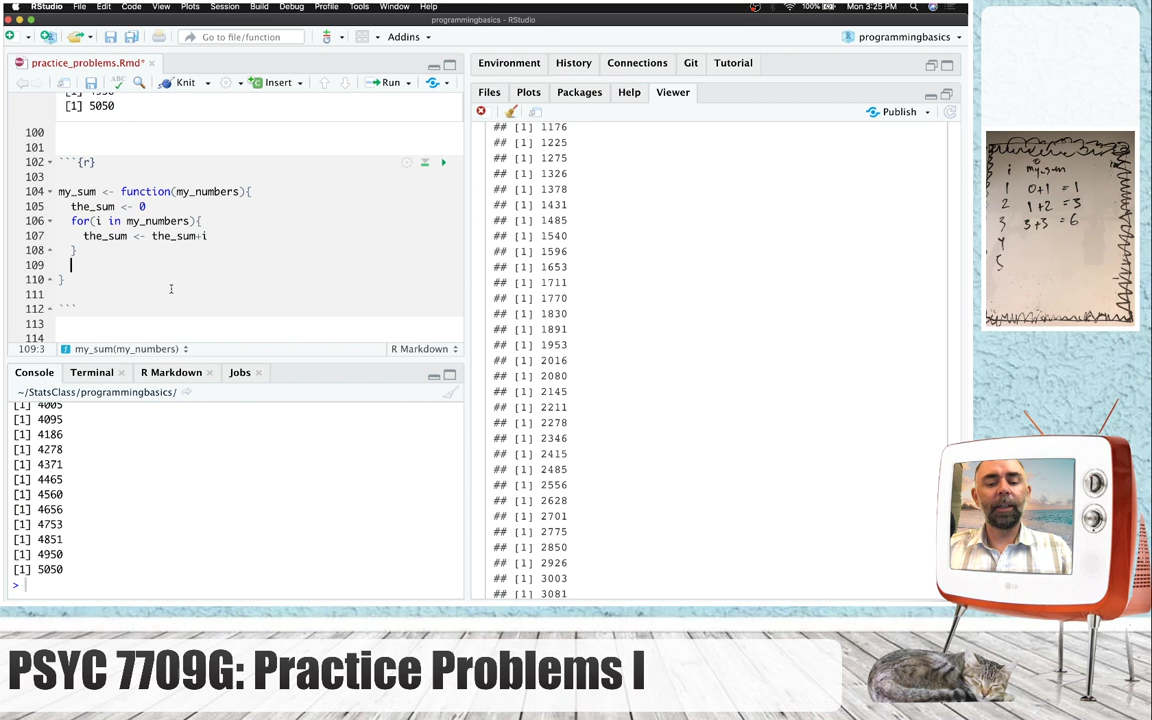 RStudio File Edit Code View Plots Session Build Debug Profile Tools Window Help 100% Mon 3:25 PM
programmingbasics - RStudio
Go to file/function Addins programmingbasics
practice_problems.Rmd*
Knit Insert Run
[1] 5050
100
101
102 ```{r}
103
104 my_sum <- function(my_numbers){
105 the_sum <- 0
106 for(i in my_numbers){
107 the_sum <- the_sum+i
108 }
109
110 }
111
112 ```
113
114
109:3 my_sum(my_numbers) R Markdown
Console Terminal R Markdown Jobs
~/StatsClass/programmingbasics/
[1] 4005
[1] 4095
[1] 4186
[1] 4278
[1] 4371
[1] 4465
[1] 4560
[1] 4656
[1] 4753
[1] 4851
[1] 4950
[1] 5050
>
Environment History Connections Git Tutorial
Files Plots Packages Help Viewer
Publish
## [1] 1176
## [1] 1225
## [1] 1275
## [1] 1326
## [1] 1378
## [1] 1431
## [1] 1485
## [1] 1540
## [1] 1596
## [1] 1653
## [1] 1711
## [1] 1770
## [1] 1830
## [1] 1891
## [1] 1953
## [1] 2016
## [1] 2080
## [1] 2145
## [1] 2211
## [1] 2278
## [1] 2346
## [1] 2415
## [1] 2485
## [1] 2556
## [1] 2628
## [1] 2701
## [1] 2775
## [1] 2850
## [1] 2926
## [1] 3003
## [1] 3081
i my_sum
1 0+1 = 1
2 1+2 = 3
3 3+3 = 6
4
5
LG
PSYC 7709G: Practice Problems I